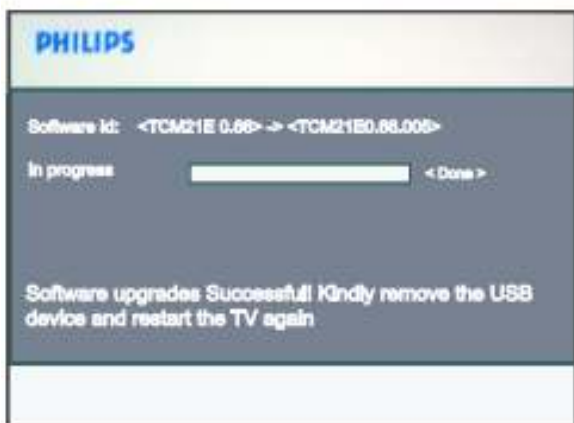 PHILIPS
Software id: <TCM21E 0.66> -> <TCM21E0.66.005>
In progress
< Done >
Software upgrades Successful! Kindly remove the USB
device and restart the TV again